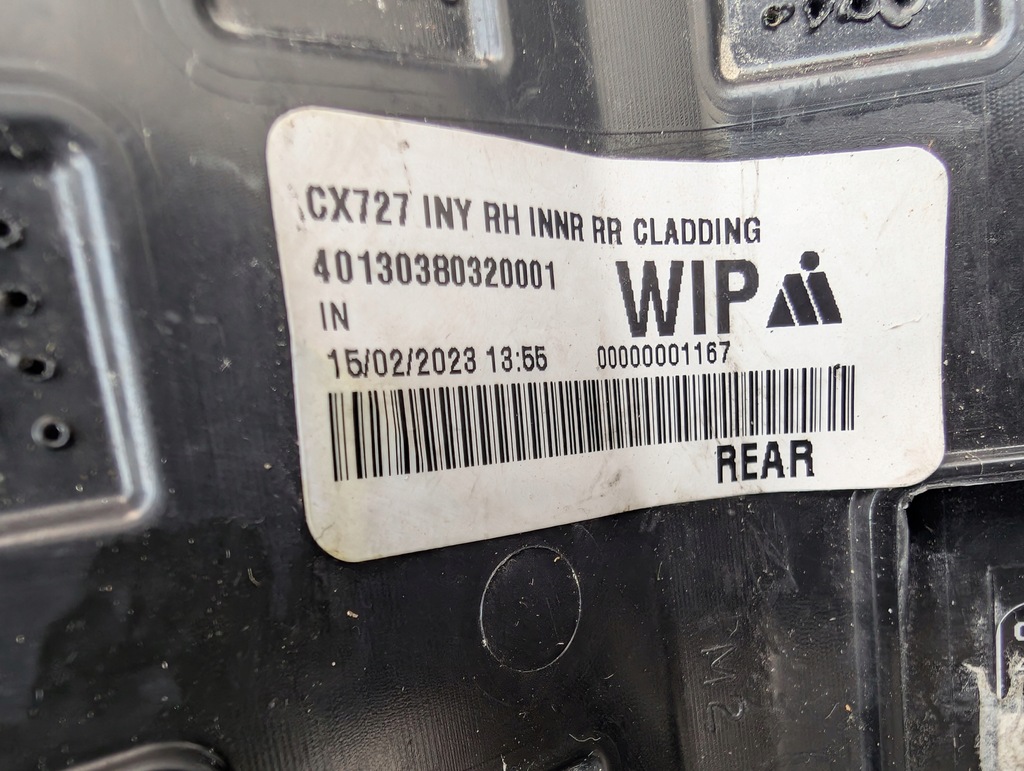 CX727 INY RH INNR RR CLADDING
40130380320001
IN
WIP
15/02/2023 13:55 00000001167
REAR